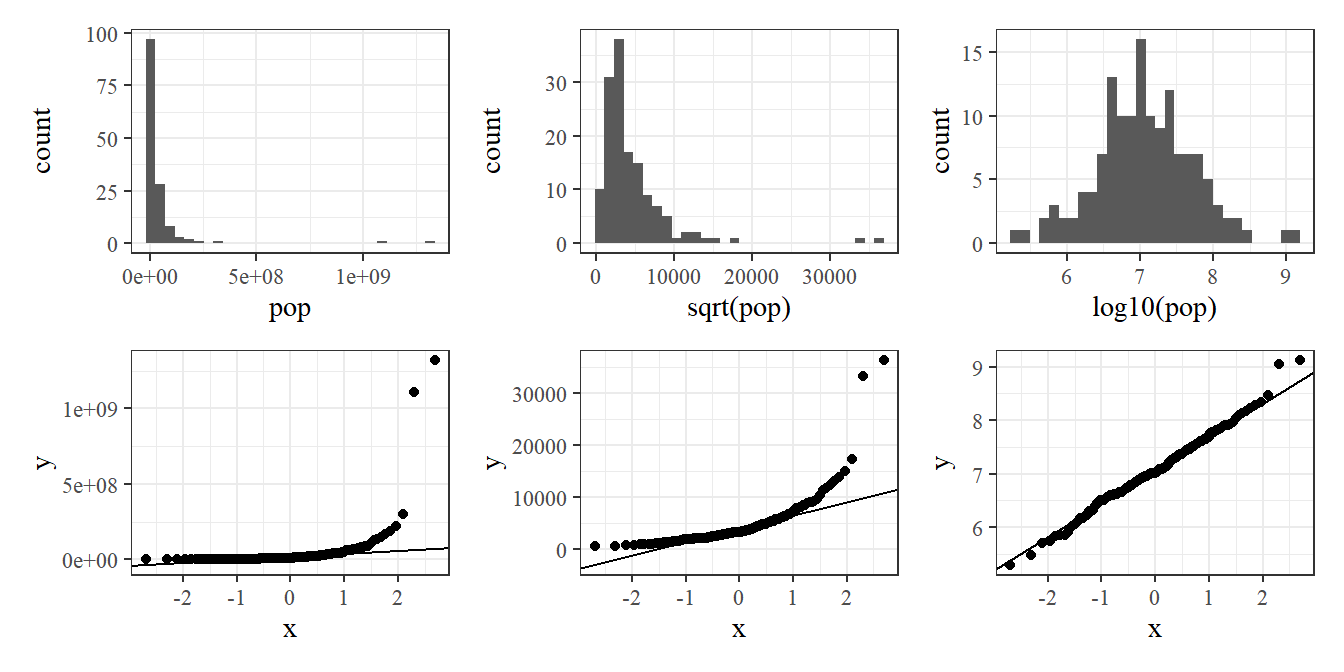 count
100
75
50
25
0
0e+00 5e+08 1e+09
pop
count
30
20
10
0
0 10000 20000 30000
sqrt(pop)
count
15
10
5
0
6 7 8 9
log10(pop)
y
1e+09
5e+08
0e+00
-2 -1 0 1 2
x
y
30000
20000
10000
0
-2 -1 0 1 2
x
y
9
8
7
6
-2 -1 0 1 2
x